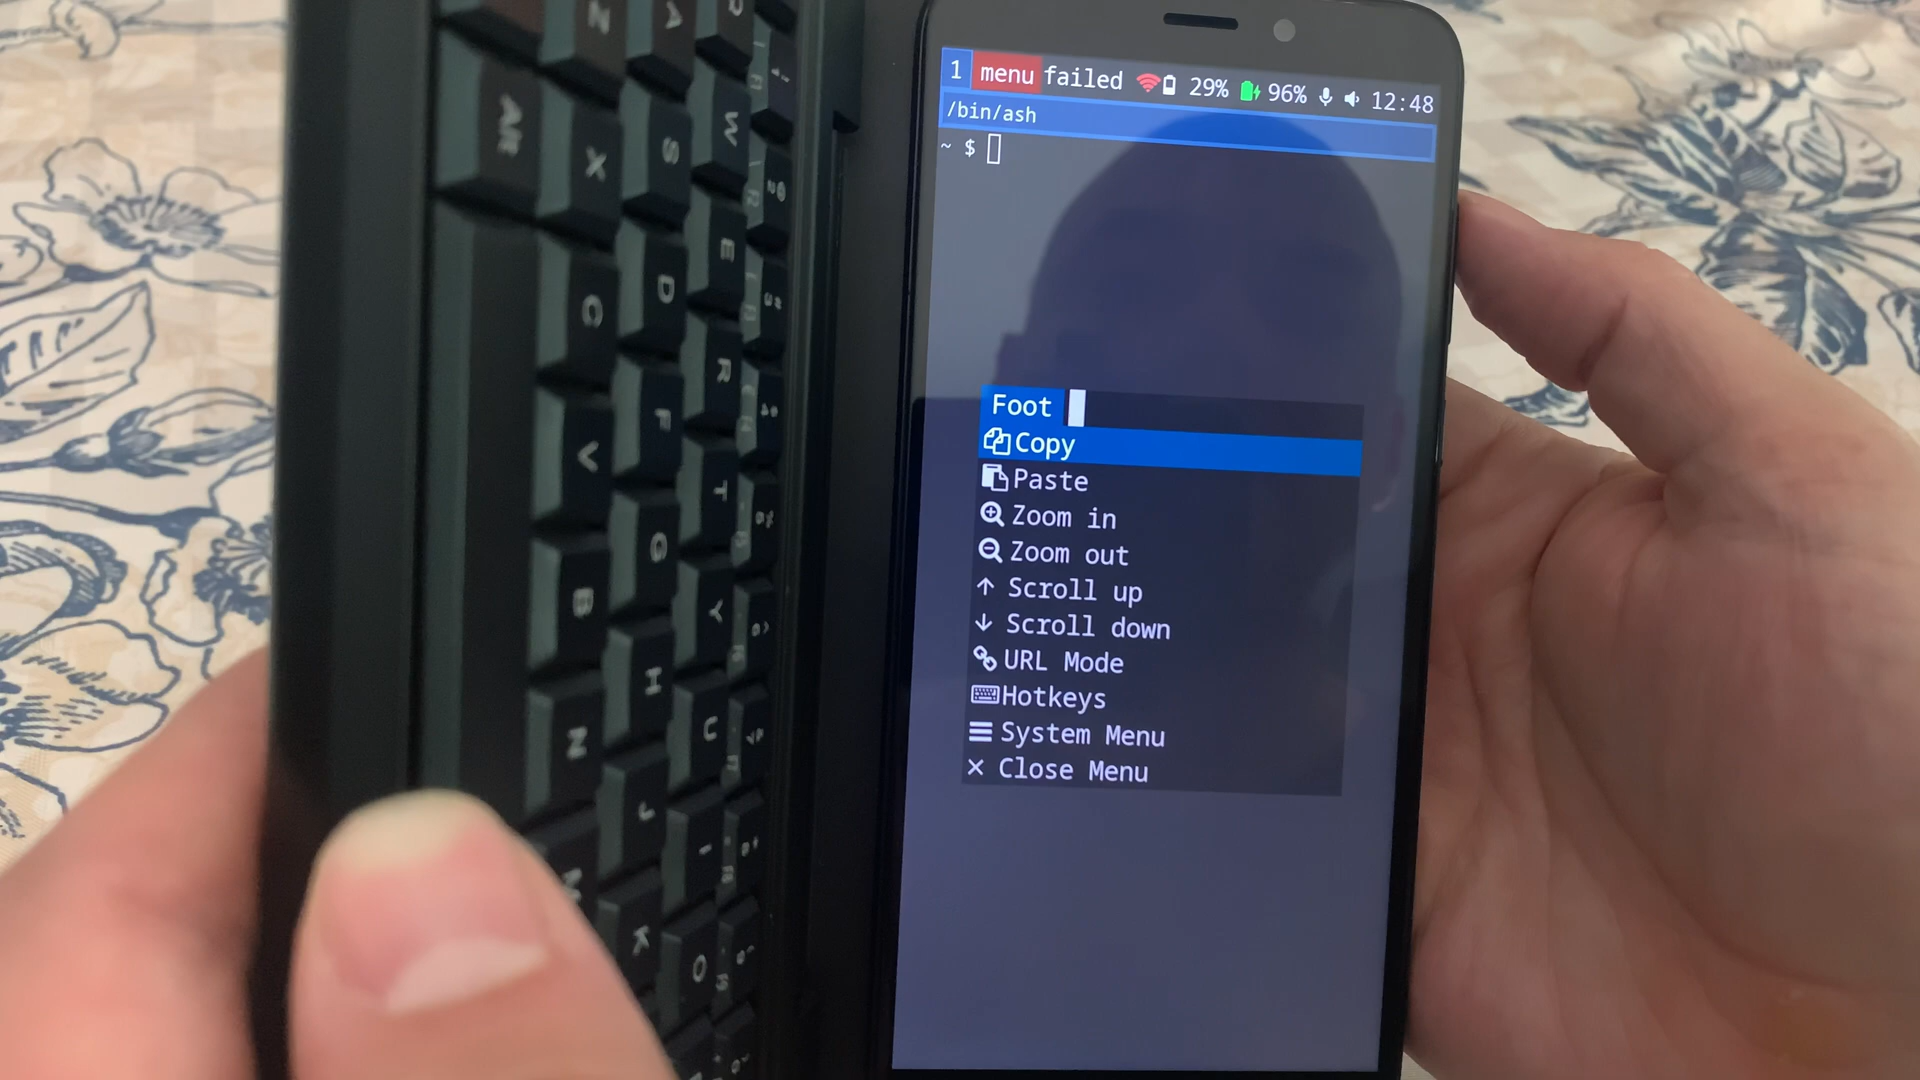 1 menu failed 29% 96% 12:48
/bin/ash
~ $
Foot
Copy
Paste
Zoom in
Zoom out
Scroll up
Scroll down
URL Mode
Hotkeys
System Menu
Close Menu
Alt
Z
X
C
V
B
N
M
A
S
D
F
G
H
J
K
W
E
R
T
Y
U
I
O